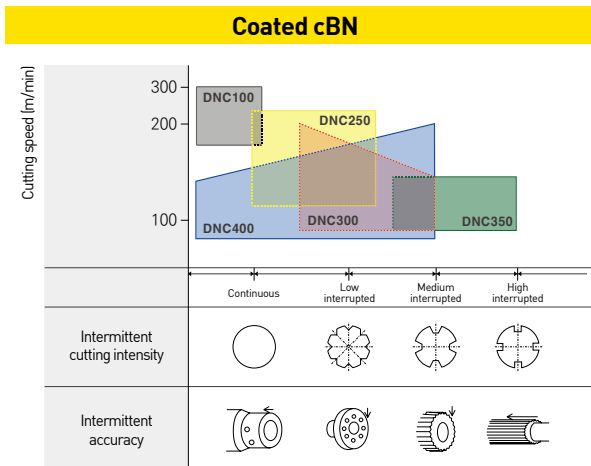 Coated cBN
Cutting speed (m/min)
300
200
100
DNC100
DNC250
DNC400
DNC300
DNC350
Continuous
Low
interrupted
Medium
interrupted
High
interrupted
Intermittent
cutting intensity
Intermittent
accuracy